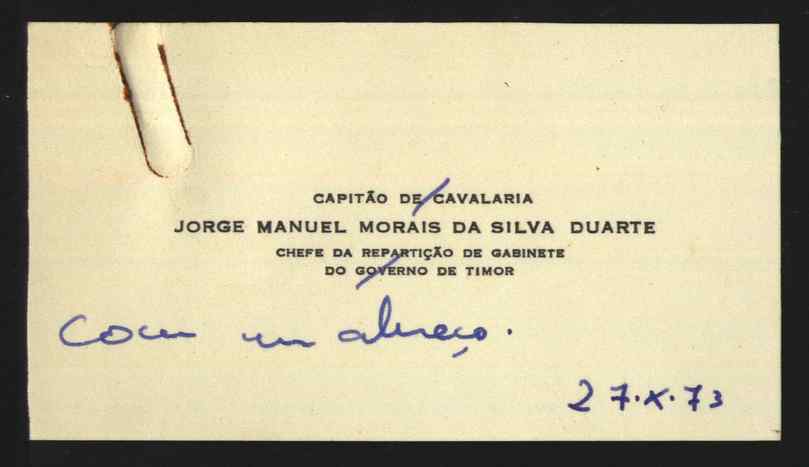 CAPITÃO DE CAVALARIA
JORGE MANUEL MORAIS DA SILVA DUARTE
CHEFE DA REPARTIÇÃO DE GABINETE
DO GOVERNO DE TIMOR
Com um abraço.
27.X.73